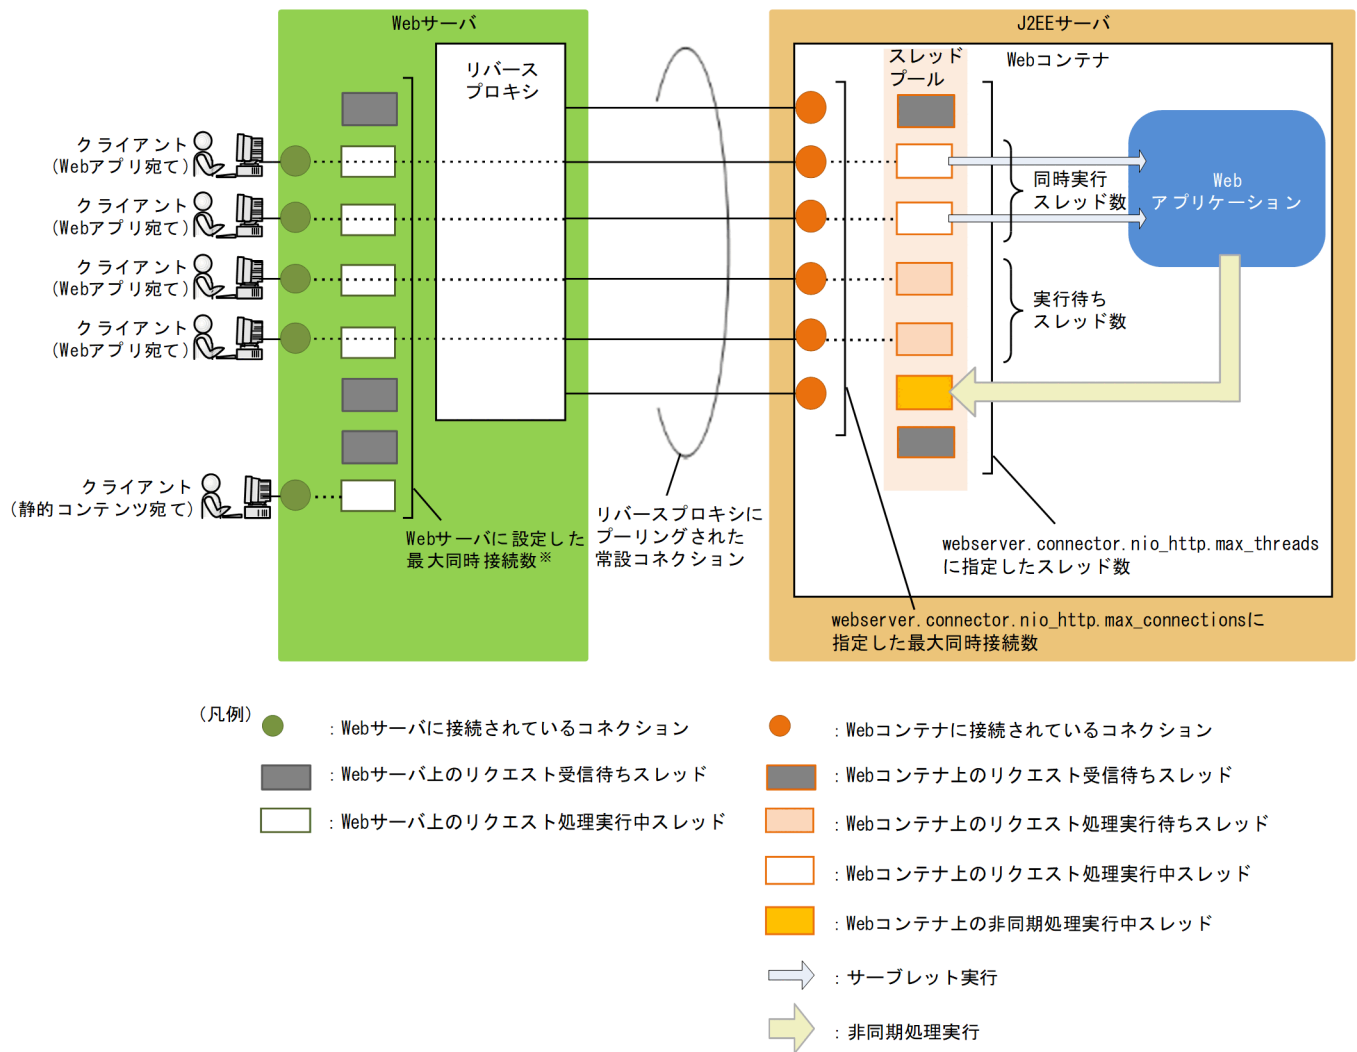 Webサーバ
J2EEサーバ
リバース
プロキシ
スレッド
プール
Webコンテナ
クライアント
(Webアプリ宛て)
クライアント
(Webアプリ宛て)
クライアント
(Webアプリ宛て)
クライアント
(Webアプリ宛て)
クライアント
(静的コンテンツ宛て)
同時実行
スレッド数
実行待ち
スレッド数
Web
アプリケーション
Webサーバに設定した
最大同時接続数※
リバースプロキシに
プーリングされた
常設コネクション
webserver.connector.nio_http.max_threads
に指定したスレッド数
webserver.connector.nio_http.max_connectionsに
指定した最大同時接続数
(凡例)
:Webサーバに接続されているコネクション
:Webサーバ上のリクエスト受信待ちスレッド
:Webサーバ上のリクエスト処理実行中スレッド
:Webコンテナに接続されているコネクション
:Webコンテナ上のリクエスト受信待ちスレッド
:Webコンテナ上のリクエスト処理実行待ちスレッド
:Webコンテナ上のリクエスト処理実行中スレッド
:Webコンテナ上の非同期処理実行中スレッド
:サーブレット実行
:非同期処理実行